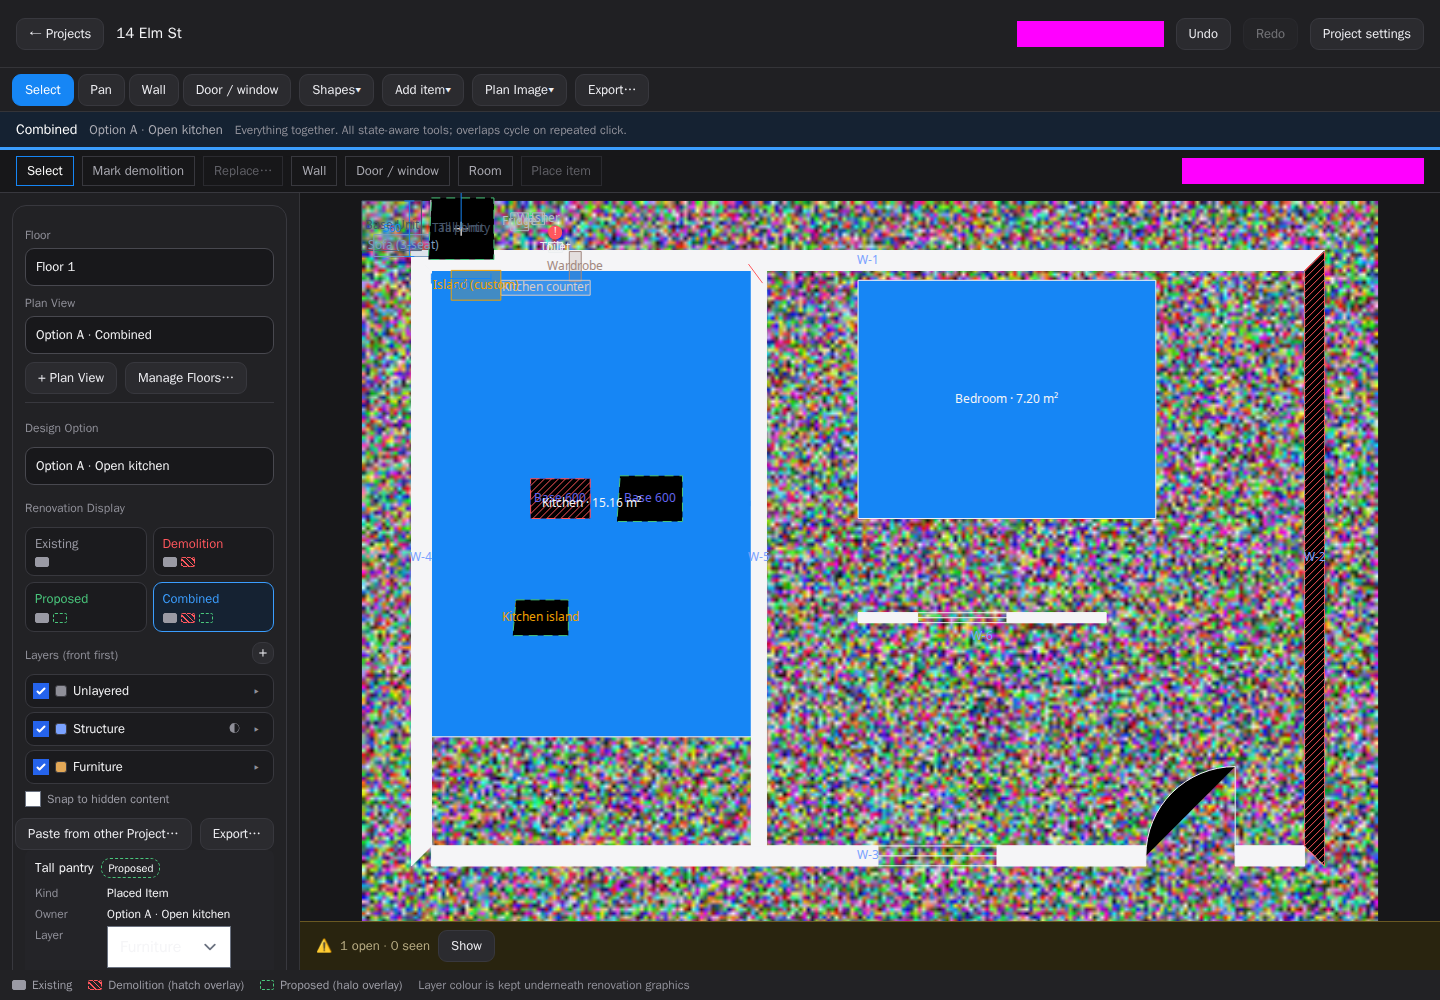 ← Projects
14 Elm St
Undo
Redo
Project settings
Select
Pan
Wall
Door / window
Shapes▾
Add item▾
Plan Image▾
Export⋯
Combined
Option A · Open kitchen
Everything together. All state-aware tools; overlaps cycle on repeated click.
Select
Mark demolition
Replace⋯
Wall
Door / window
Room
Place item
Floor
Floor 1
Plan View
Option A · Combined
+ Plan View
Manage Floors⋯
Design Option
Option A · Open kitchen
Renovation Display
Existing
Demolition
Proposed
Combined
Layers (front first)
+
Unlayered
Structure
Furniture
Snap to hidden content
Paste from other Project⋯
Export⋯
Tall pantry
Proposed
Kind
Placed Item
Owner
Option A · Open kitchen
Layer
Furniture
Washer
Toilet
Wardrobe
Kitchen counter
W-1
Bedroom · 7.20 m²
Base 600
Base 600
Kitchen · 15.16 m²
W-4
W-5
W-2
Kitchen island
W-6
W-3
1 open · 0 seen
Show
Existing
Demolition (hatch overlay)
Proposed (halo overlay)
Layer colour is kept underneath renovation graphics